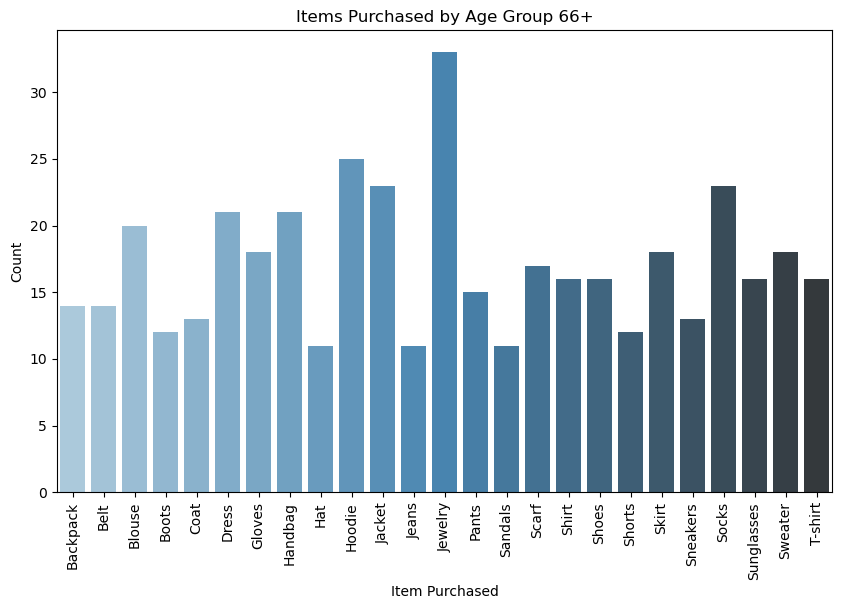 Items Purchased by Age Group 66+
Count
30
25
20
15
10
5
0
Backpack
Belt
Blouse
Boots
Coat
Dress
Gloves
Handbag
Hat
Hoodie
Jacket
Jeans
Jewelry
Pants
Sandals
Scarf
Shirt
Shoes
Shorts
Skirt
Sneakers
Socks
Sunglasses
Sweater
T-shirt
Item Purchased